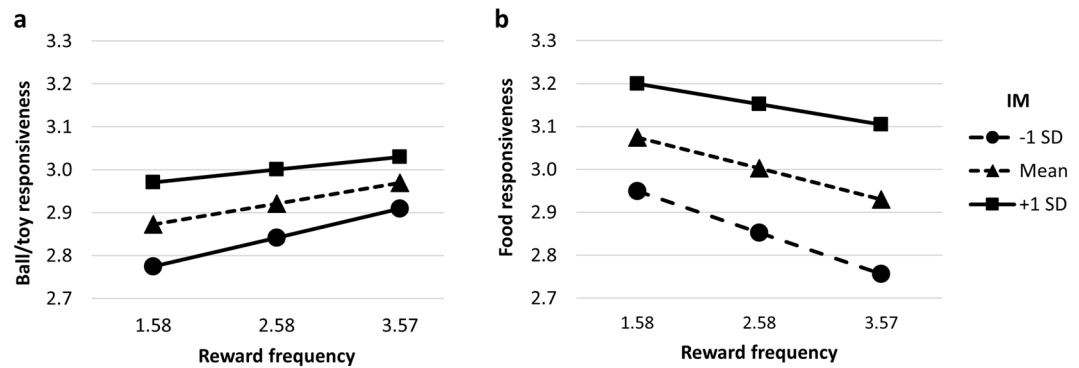 a
3.3
3.2
3.1
3.0
2.9
2.8
2.7
Ball/toy responsiveness
1.58 2.58 3.57
Reward frequency
b
3.3
3.2
3.1
3.0
2.9
2.8
2.7
Food responsiveness
1.58 2.58 3.57
Reward frequency
IM
-1 SD
Mean
+1 SD